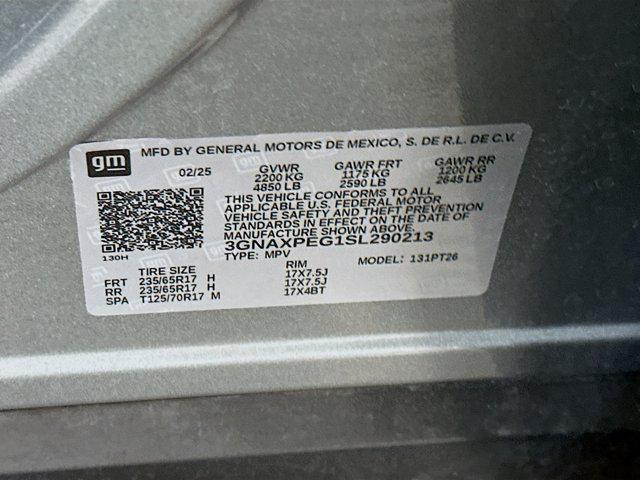 gm MFD BY GENERAL MOTORS DE MEXICO, S. DE R.L. DE C.V.
02/25 GVWR GAWR FRT GAWR RR
2200 KG 1175 KG 1200 KG
4850 LB 2590 LB 2645 LB
THIS VEHICLE CONFORMS TO ALL
APPLICABLE U.S. FEDERAL MOTOR
VEHICLE SAFETY AND THEFT PREVENTION
STANDARDS IN EFFECT ON THE DATE OF
MANUFACTURE SHOWN ABOVE.
3GNAXPEG1SL290213
130H TYPE: MPV MODEL: 131PT26
TIRE SIZE RIM
FRT 235/65R17 H 17X7.5J
RR 235/65R17 H 17X7.5J
SPA T125/70R17 M 17X4BT